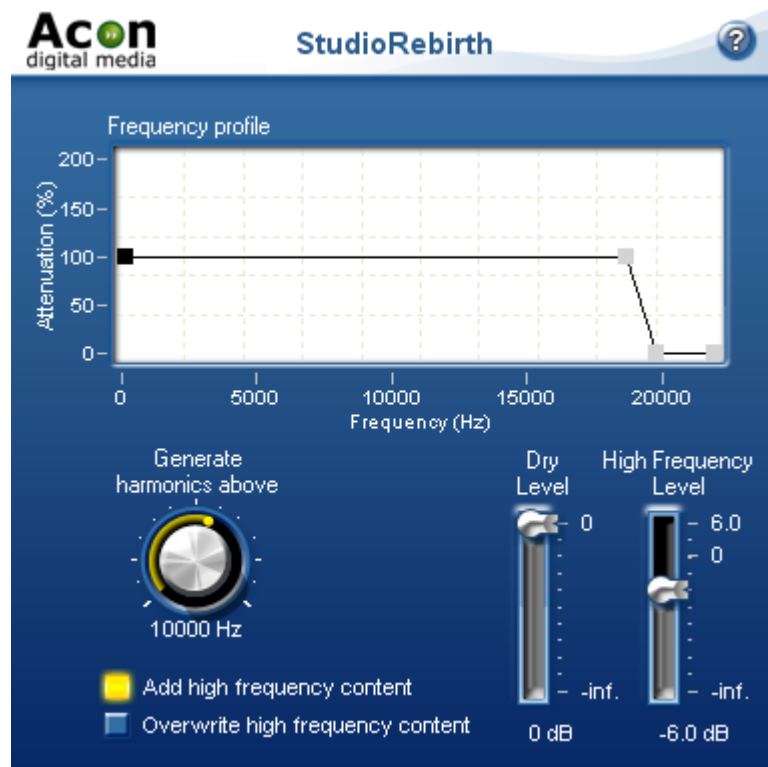 Acon
digital media
StudioRebirth
?
Frequency profile
Attenuation (%)
200
150
100
50
0
0 5000 10000 15000 20000
Frequency (Hz)
Generate
harmonics above
10000 Hz
Dry
Level
0
-inf.
0 dB
High Frequency
Level
6.0
0
-inf.
-6.0 dB
Add high frequency content
Overwrite high frequency content